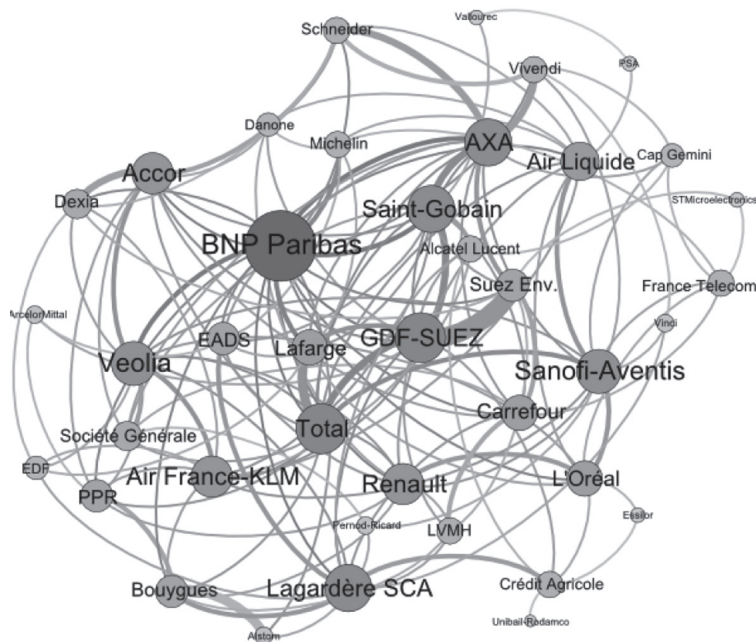 Vallourec
Schneider
PSA
Vivendi
Danone
Michelin
AXA
Air Liquide
Cap Gemini
Accor
Dexia
Saint-Gobain
STMicroelectronics
BNP Paribas
Alcatel Lucent
Suez Env.
France Telecom
ArcelorMittal
Vindi
EADS
Lafarge
GDF-SUEZ
Veolia
Sanofi-Aventis
Carrefour
Société Générale
Total
EDF
Air France-KLM
Renault
L'Oréal
PPR
Pernod-Ricard
LVMH
Essilor
Bouygues
Lagardère SCA
Crédit Agricole
Alstom
Unibail-Rodamco